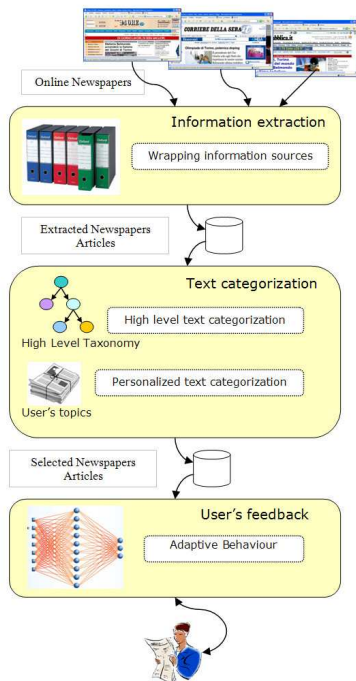 CORRIERE DELLA SERA
Online Newspapers
Information extraction
Wrapping information sources
Extracted Newspapers
Articles
Text categorization
High level text categorization
High Level Taxonomy
Personalized text categorization
User's topics
Selected Newspapers
Articles
User's feedback
Adaptive Behaviour